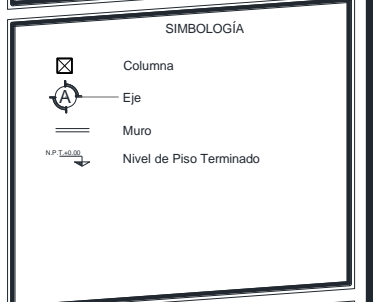 SIMBOLOGÍA
Columna
A
Eje
Muro
N.P.T.+0.00
Nivel de Piso Terminado